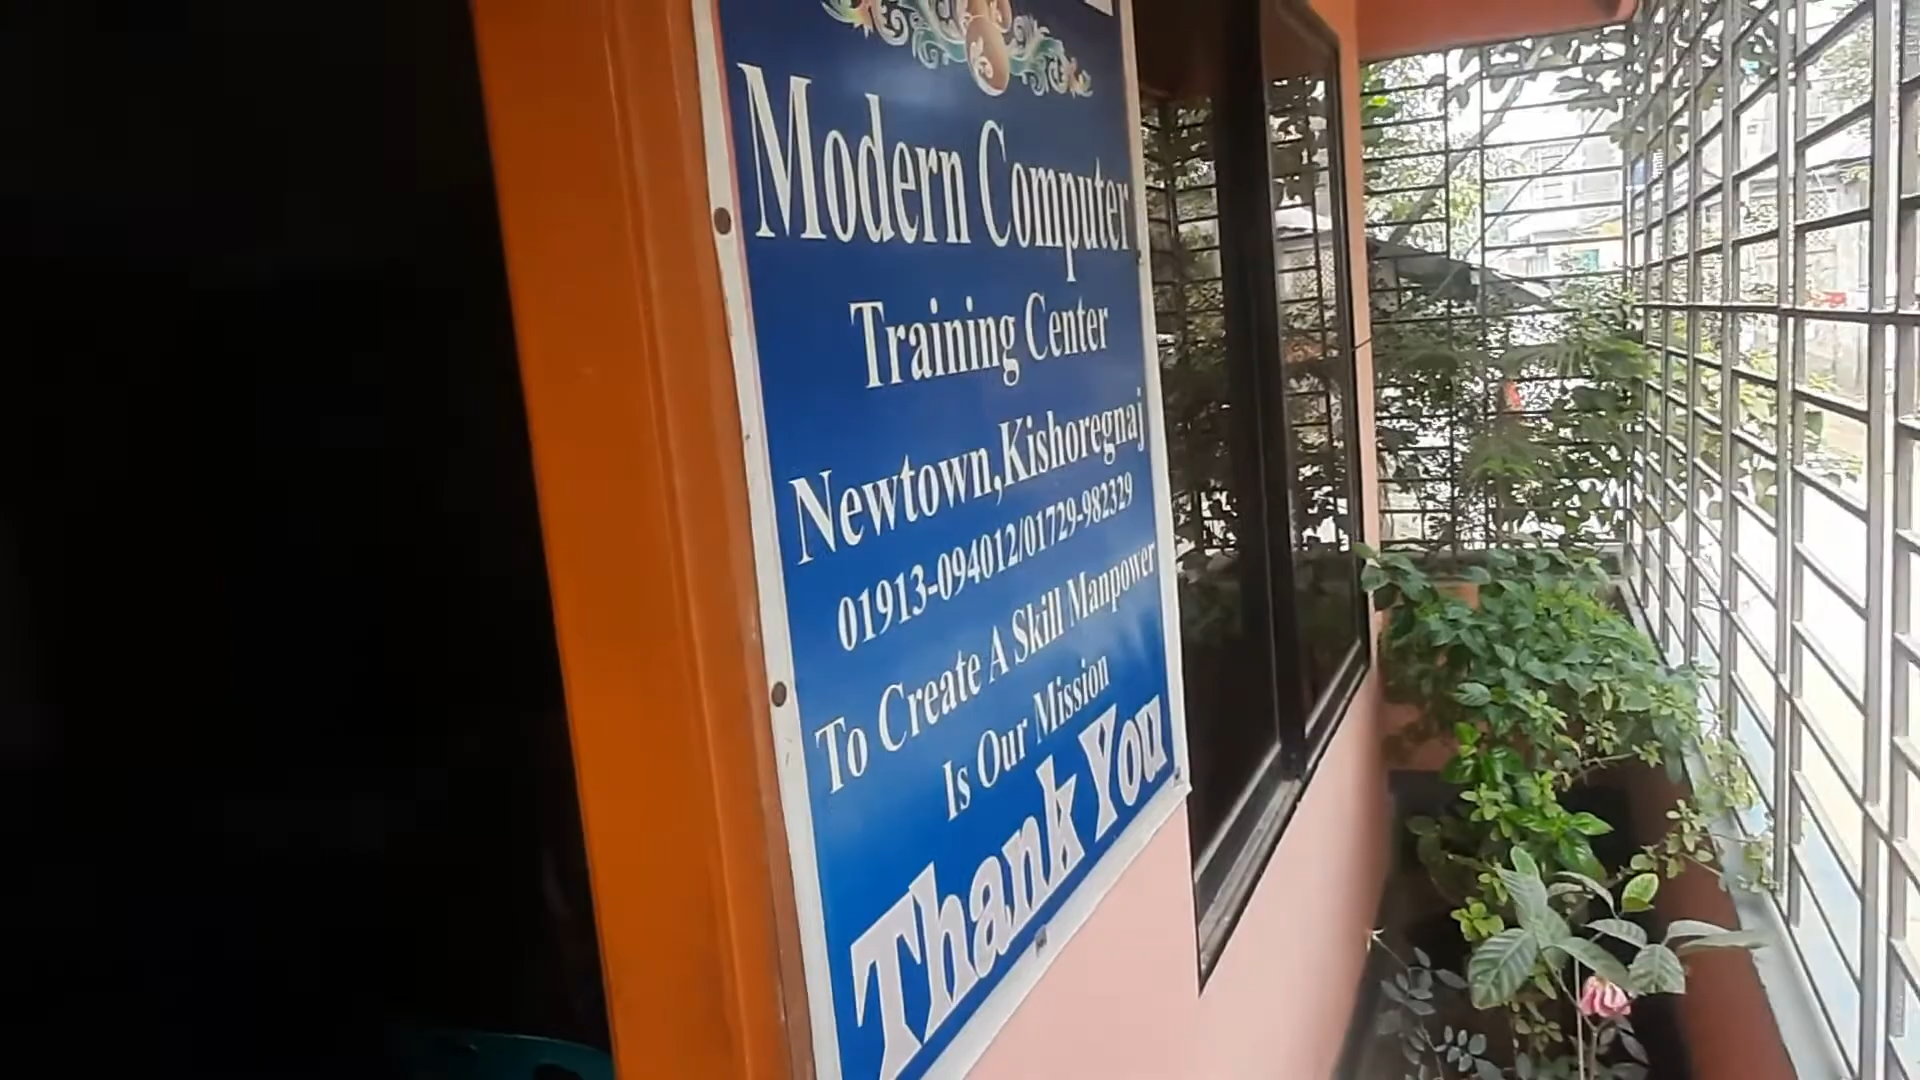 Modern Computer
Training Center
Newtown,Kishoregnaj
01913-094012/01729-982329
To Create A Skill Manpower
Is Our Mission
Thank You